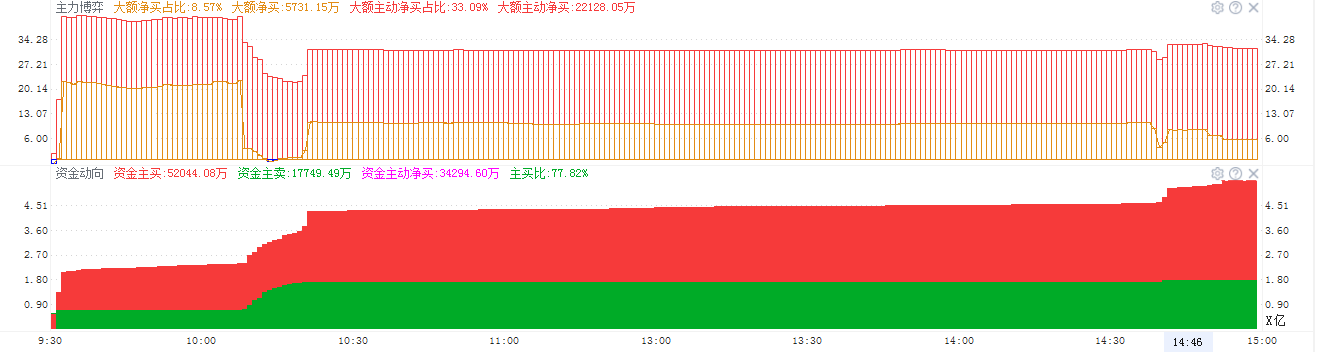 主力博弈 大额净买占比:8.57% 大额净买:5731.15万 大额主动净买占比:33.09% 大额主动净买:22128.05万
34.28 34.28
27.21 27.21
20.14 20.14
13.07 13.07
6.00 6.00
资金动向 资金主买:52044.08万 资金主卖:17749.49万 资金主动净买:34294.60万 主买比:77.82%
4.51 4.51
3.60 3.60
2.70 2.70
1.80 1.80
0.90 0.90
X亿
9:30 10:00 10:30 11:00 13:00 13:30 14:00 14:30 14:46 15:00